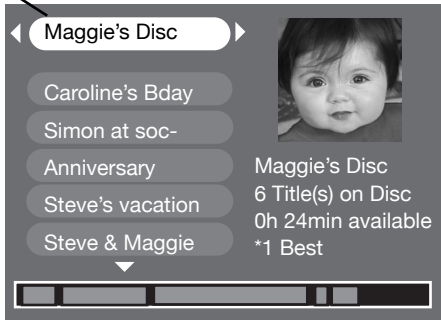 Maggie's Disc
Caroline's Bday
Simon at soc-
Anniversary
Steve's vacation
Steve & Maggie
Maggie's Disc
6 Title(s) on Disc
0h 24min available
*1 Best